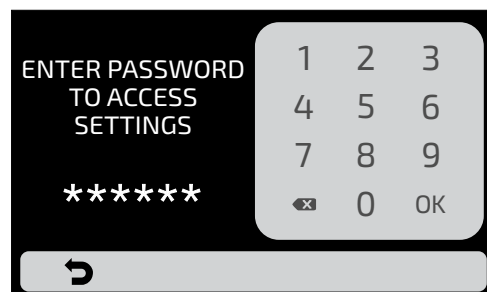 ENTER PASSWORD
TO ACCESS
SETTINGS
******
1 2 3
4 5 6
7 8 9
0 OK